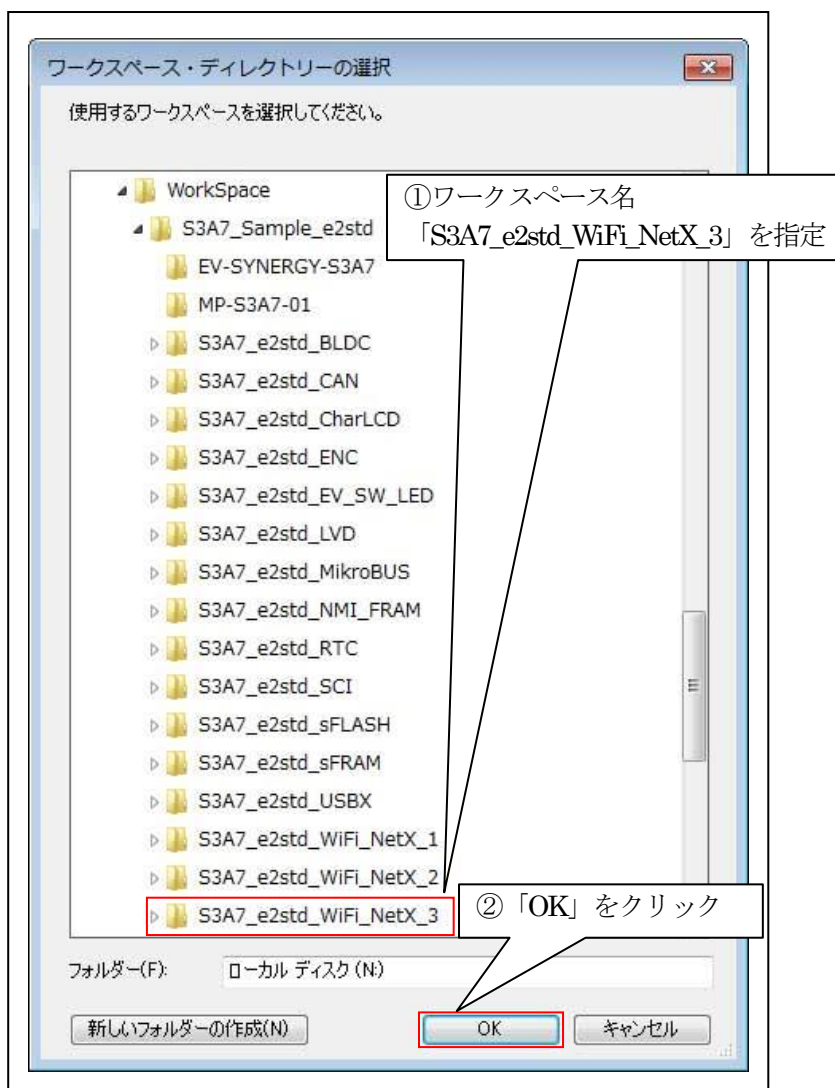 ワークスペース・ディレクトリーの選択
使用するワークスペースを選択してください。
WorkSpace
S3A7_Sample_e2std
①ワークスペース名
「S3A7_e2std_WiFi_NetX_3」を指定
EV-SYNERGY-S3A7
MP-S3A7-01
S3A7_e2std_BLDC
S3A7_e2std_CAN
S3A7_e2std_CharLCD
S3A7_e2std_ENC
S3A7_e2std_EV_SW_LED
S3A7_e2std_LVD
S3A7_e2std_MikroBUS
S3A7_e2std_NMI_FRAM
S3A7_e2std_RTC
S3A7_e2std_SCI
S3A7_e2std_sFLASH
S3A7_e2std_sFRAM
S3A7_e2std_USBX
S3A7_e2std_WiFi_NetX_1
S3A7_e2std_WiFi_NetX_2
S3A7_e2std_WiFi_NetX_3
②「OK」をクリック
フォルダー(F): ローカル ディスク (N:)
新しいフォルダーの作成(N) OK キャンセル